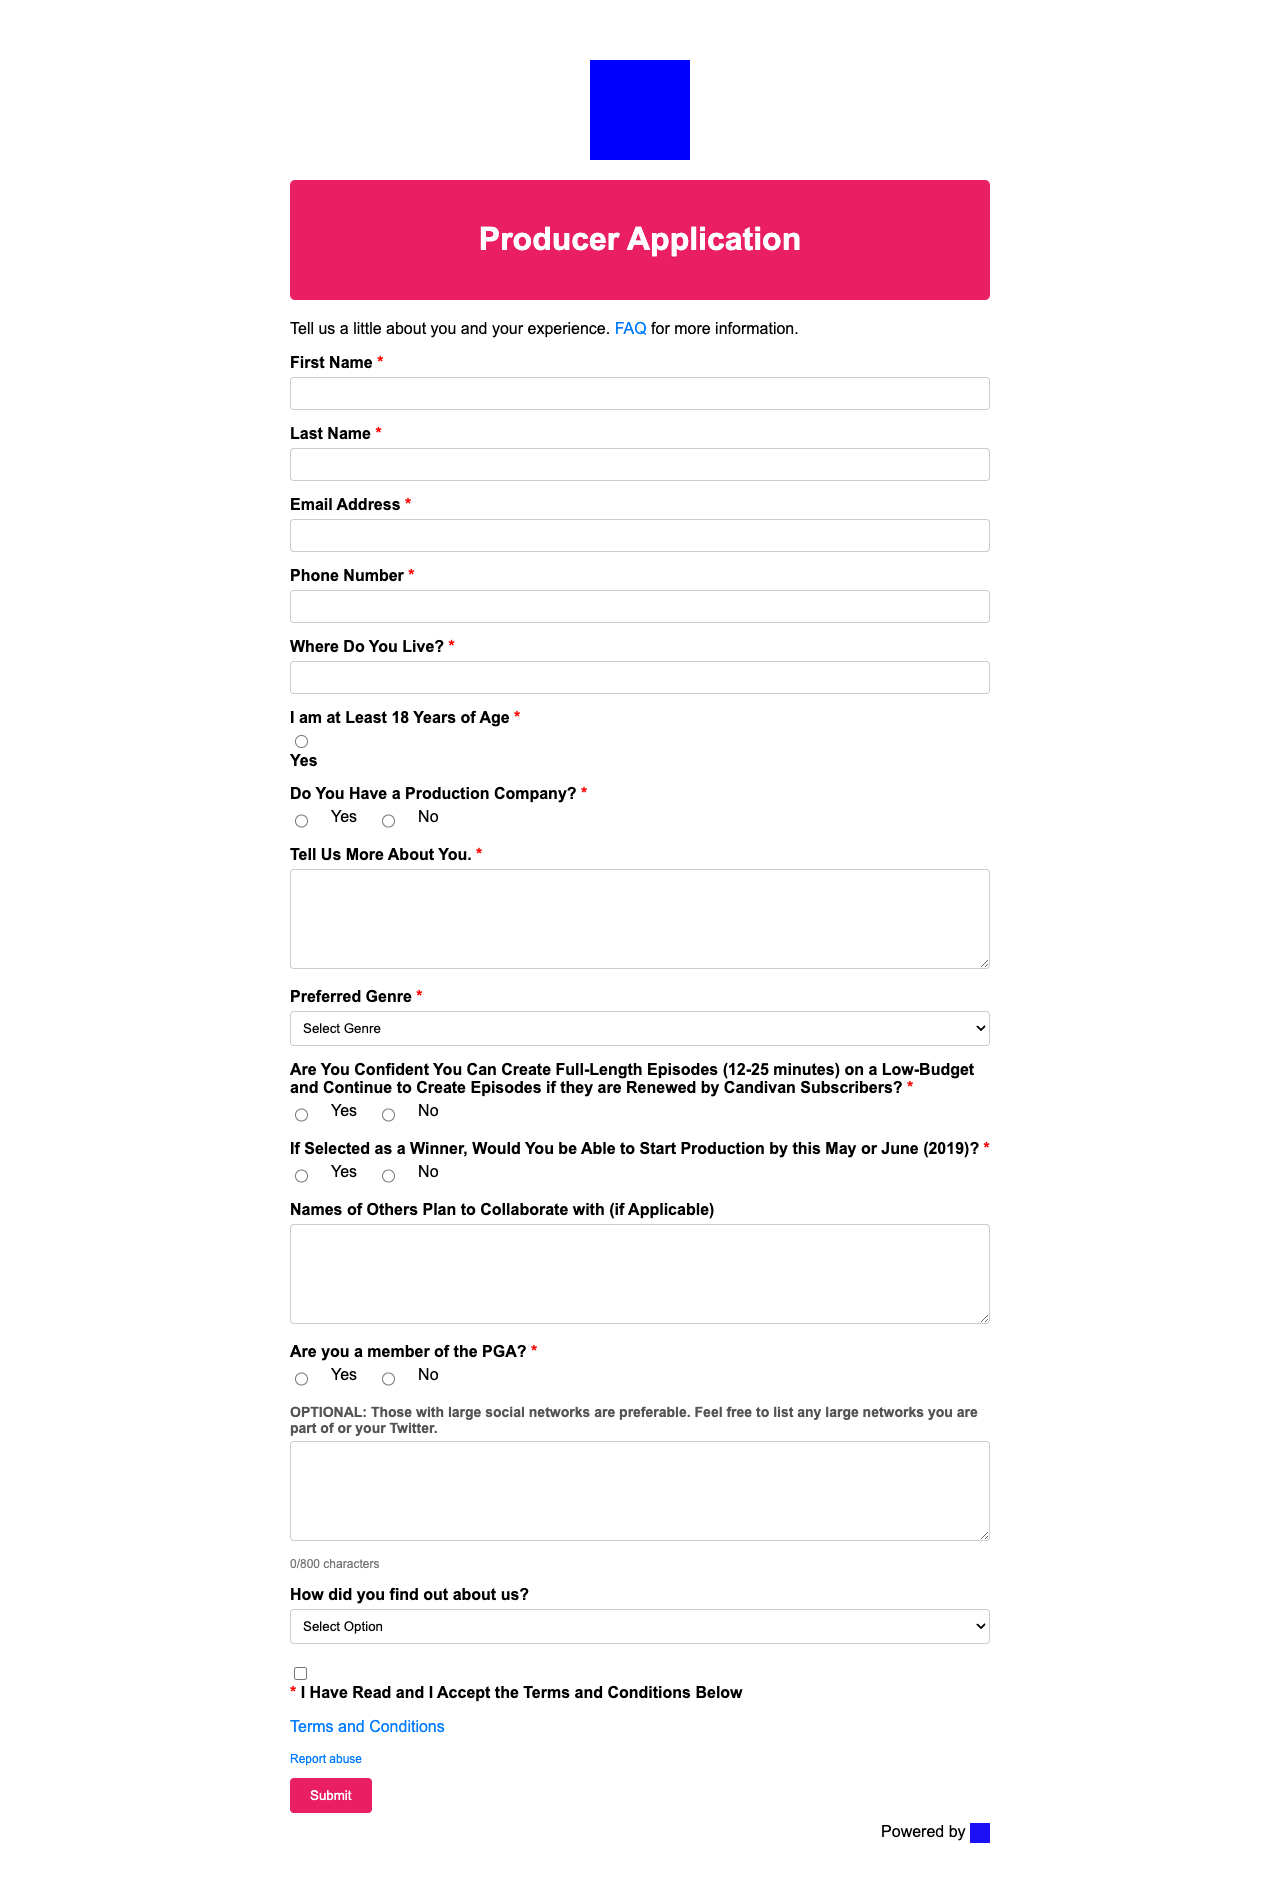 Producer Application
Tell us a little about you and your experience. FAQ for more information.
First Name *
Last Name *
Email Address *
Phone Number *
Where Do You Live? *
I am at Least 18 Years of Age *
Yes
Do You Have a Production Company? *
Yes No
Tell Us More About You. *
Preferred Genre *
Select Genre
Are You Confident You Can Create Full-Length Episodes (12-25 minutes) on a Low-Budget
and Continue to Create Episodes if they are Renewed by Candivan Subscribers? *
Yes No
If Selected as a Winner, Would You be Able to Start Production by this May or June (2019)? *
Yes No
Names of Others Plan to Collaborate with (if Applicable)
Are you a member of the PGA? *
Yes No
OPTIONAL: Those with large social networks are preferable. Feel free to list any large networks you are
part of or your Twitter.
0/800 characters
How did you find out about us?
Select Option
* I Have Read and I Accept the Terms and Conditions Below
Terms and Conditions
Report abuse
Submit
Powered by